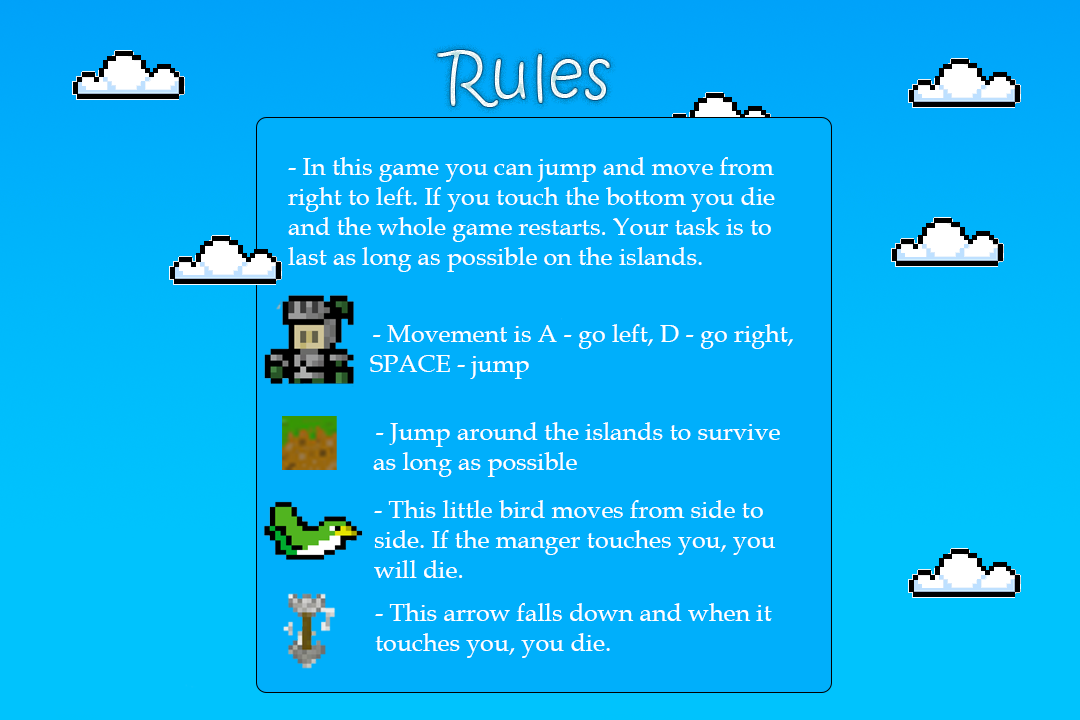 Rules
- In this game you can jump and move from
right to left. If you touch the bottom you die
and the whole game restarts. Your task is to
last as long as possible on the islands.
- Movement is A - go left, D - go right,
SPACE - jump
- Jump around the islands to survive
as long as possible
- This little bird moves from side to
side. If the manger touches you, you
will die.
- This arrow falls down and when it
touches you, you die.